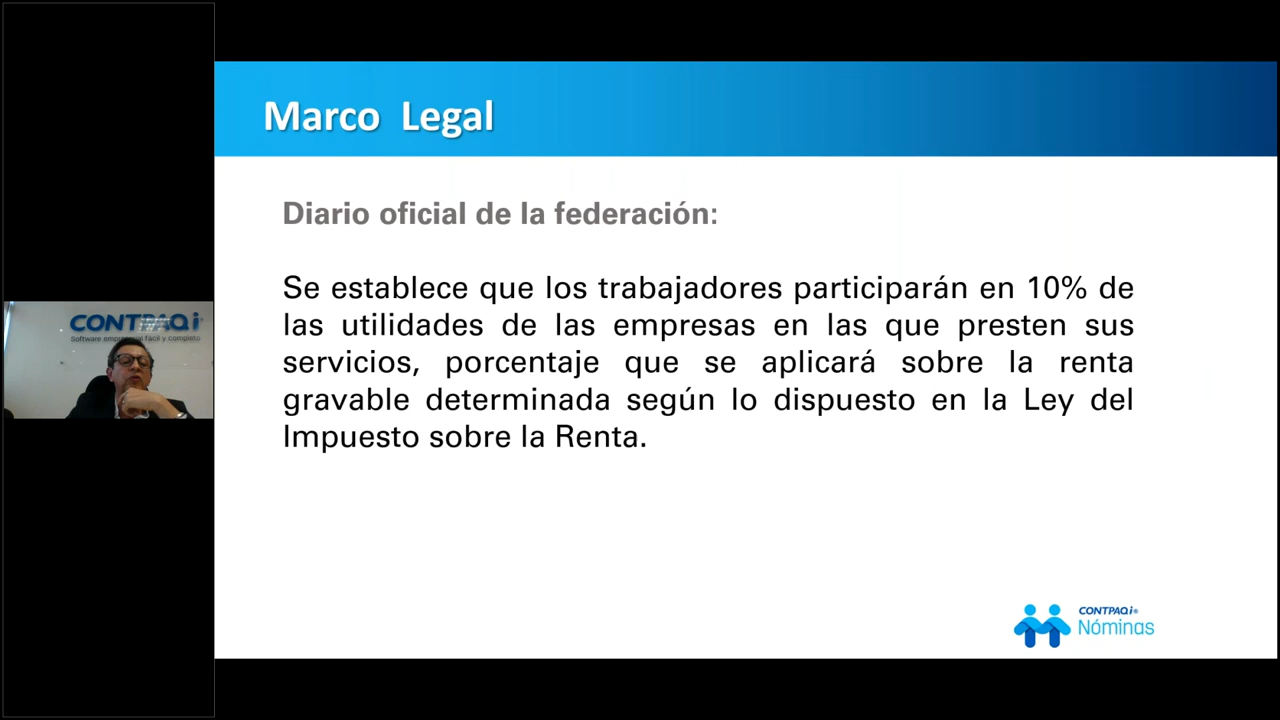 Marco Legal
Diario oficial de la federación:
Se establece que los trabajadores participarán en 10% de
las utilidades de las empresas en las que presten sus
servicios, porcentaje que se aplicará sobre la renta
gravable determinada según lo dispuesto en la Ley del
Impuesto sobre la Renta.
CONTPAQi
Software empresarial fácil y completo
CONTPAQi®
Nóminas